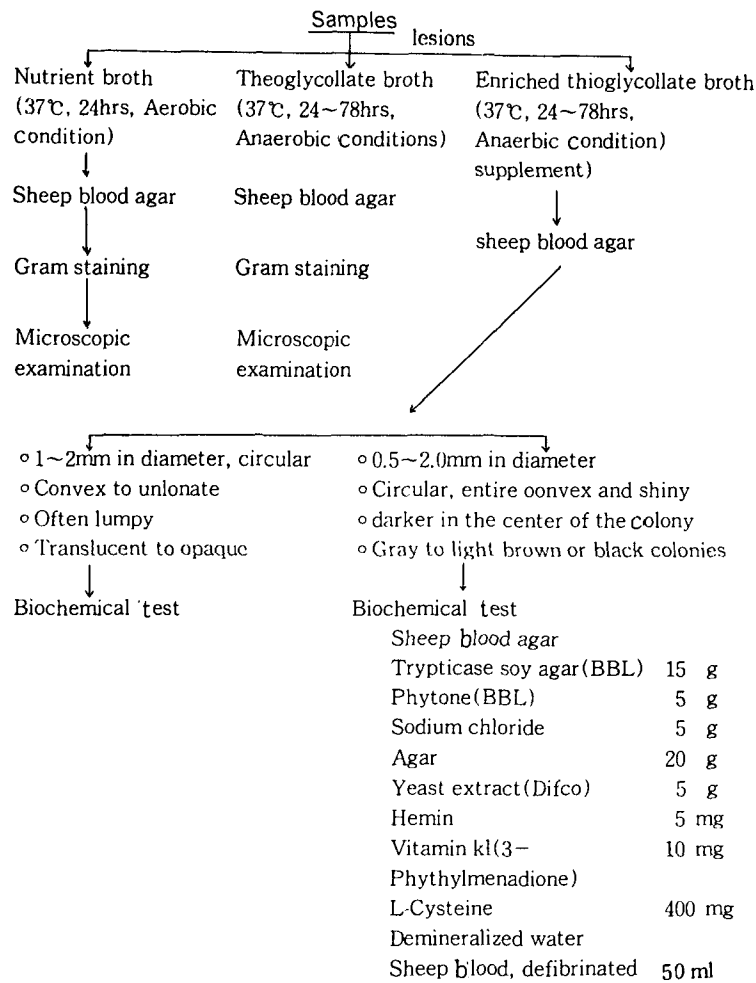 Samples
lesions
Nutrient broth
(37℃, 24hrs, Aerobic
condition)
Sheep blood agar
Gram staining
Microscopic
examination
Theoglycollate broth
(37℃, 24~78hrs,
Anaerobic conditions)
Sheep blood agar
Gram staining
Microscopic
examination
Enriched thioglycollate broth
(37℃, 24~78hrs,
Anaerbic condition)
supplement)
sheep blood agar
○ 1~2mm in diameter, circular
○ Convex to unlonate
○ Often lumpy
○ Translucent to opaque
Biochemical test
○ 0.5~2.0mm in diameter
○ Circular, entire oonvex and shiny
○ darker in the center of the colony
○ Gray to light brown or black colonies
Biochemical test
Sheep blood agar
Trypticase soy agar(BBL) 15 g
Phytone(BBL) 5 g
Sodium chloride 5 g
Agar 20 g
Yeast extract(Difco) 5 g
Hemin 5 mg
Vitamin kl(3- 10 mg
Phythylmenadione)
L-Cysteine 400 mg
Demineralized water
Sheep blood, defibrinated 50 ml